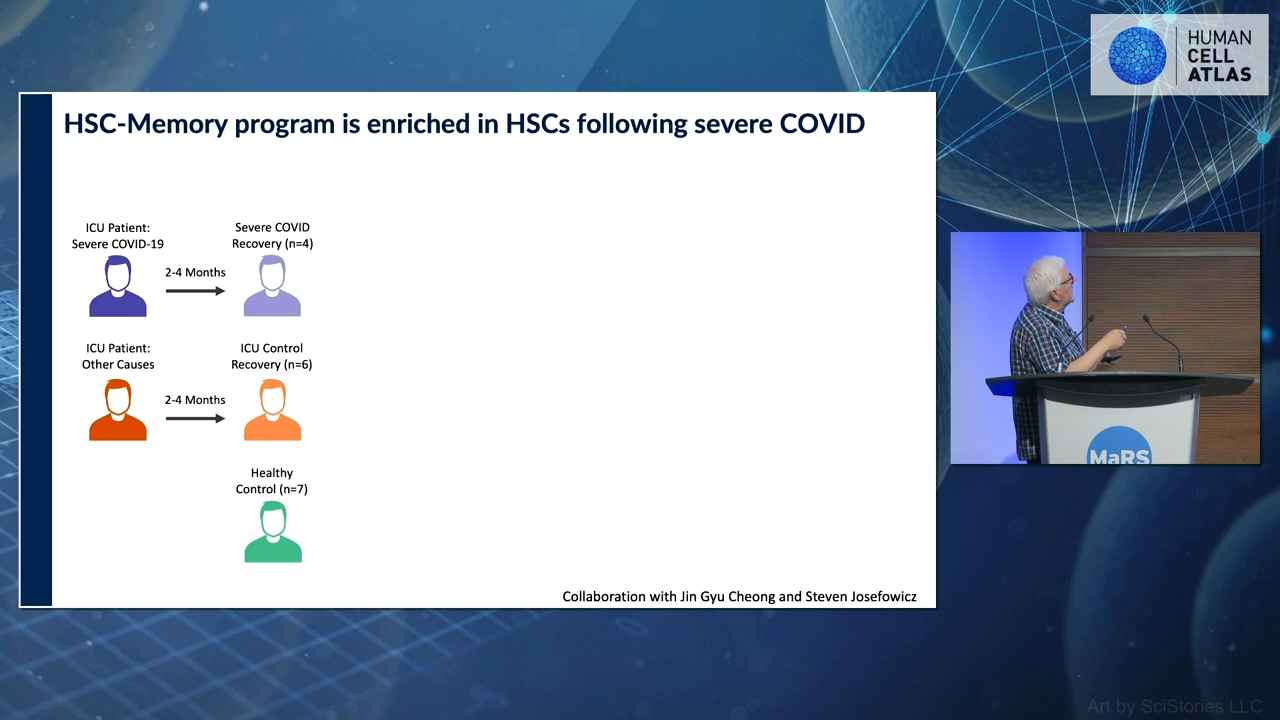 HUMAN
CELL
ATLAS
HSC-Memory program is enriched in HSCs following severe COVID
ICU Patient:
Severe COVID-19
2-4 Months
Severe COVID
Recovery (n=4)
ICU Patient:
Other Causes
2-4 Months
ICU Control
Recovery (n=6)
Healthy
Control (n=7)
Collaboration with Jin Gyu Cheong and Steven Josefowicz
MaRS
Art by SciStories LLC